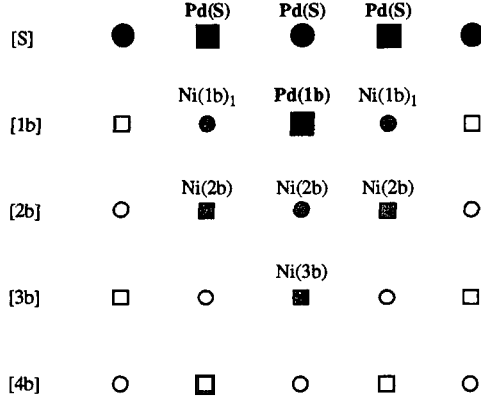 Pd(S) Pd(S) Pd(S)
[S]
Ni(1b)₁ Pd(1b) Ni(1b)₁
[1b]
Ni(2b) Ni(2b) Ni(2b)
[2b]
Ni(3b)
[3b]
[4b]